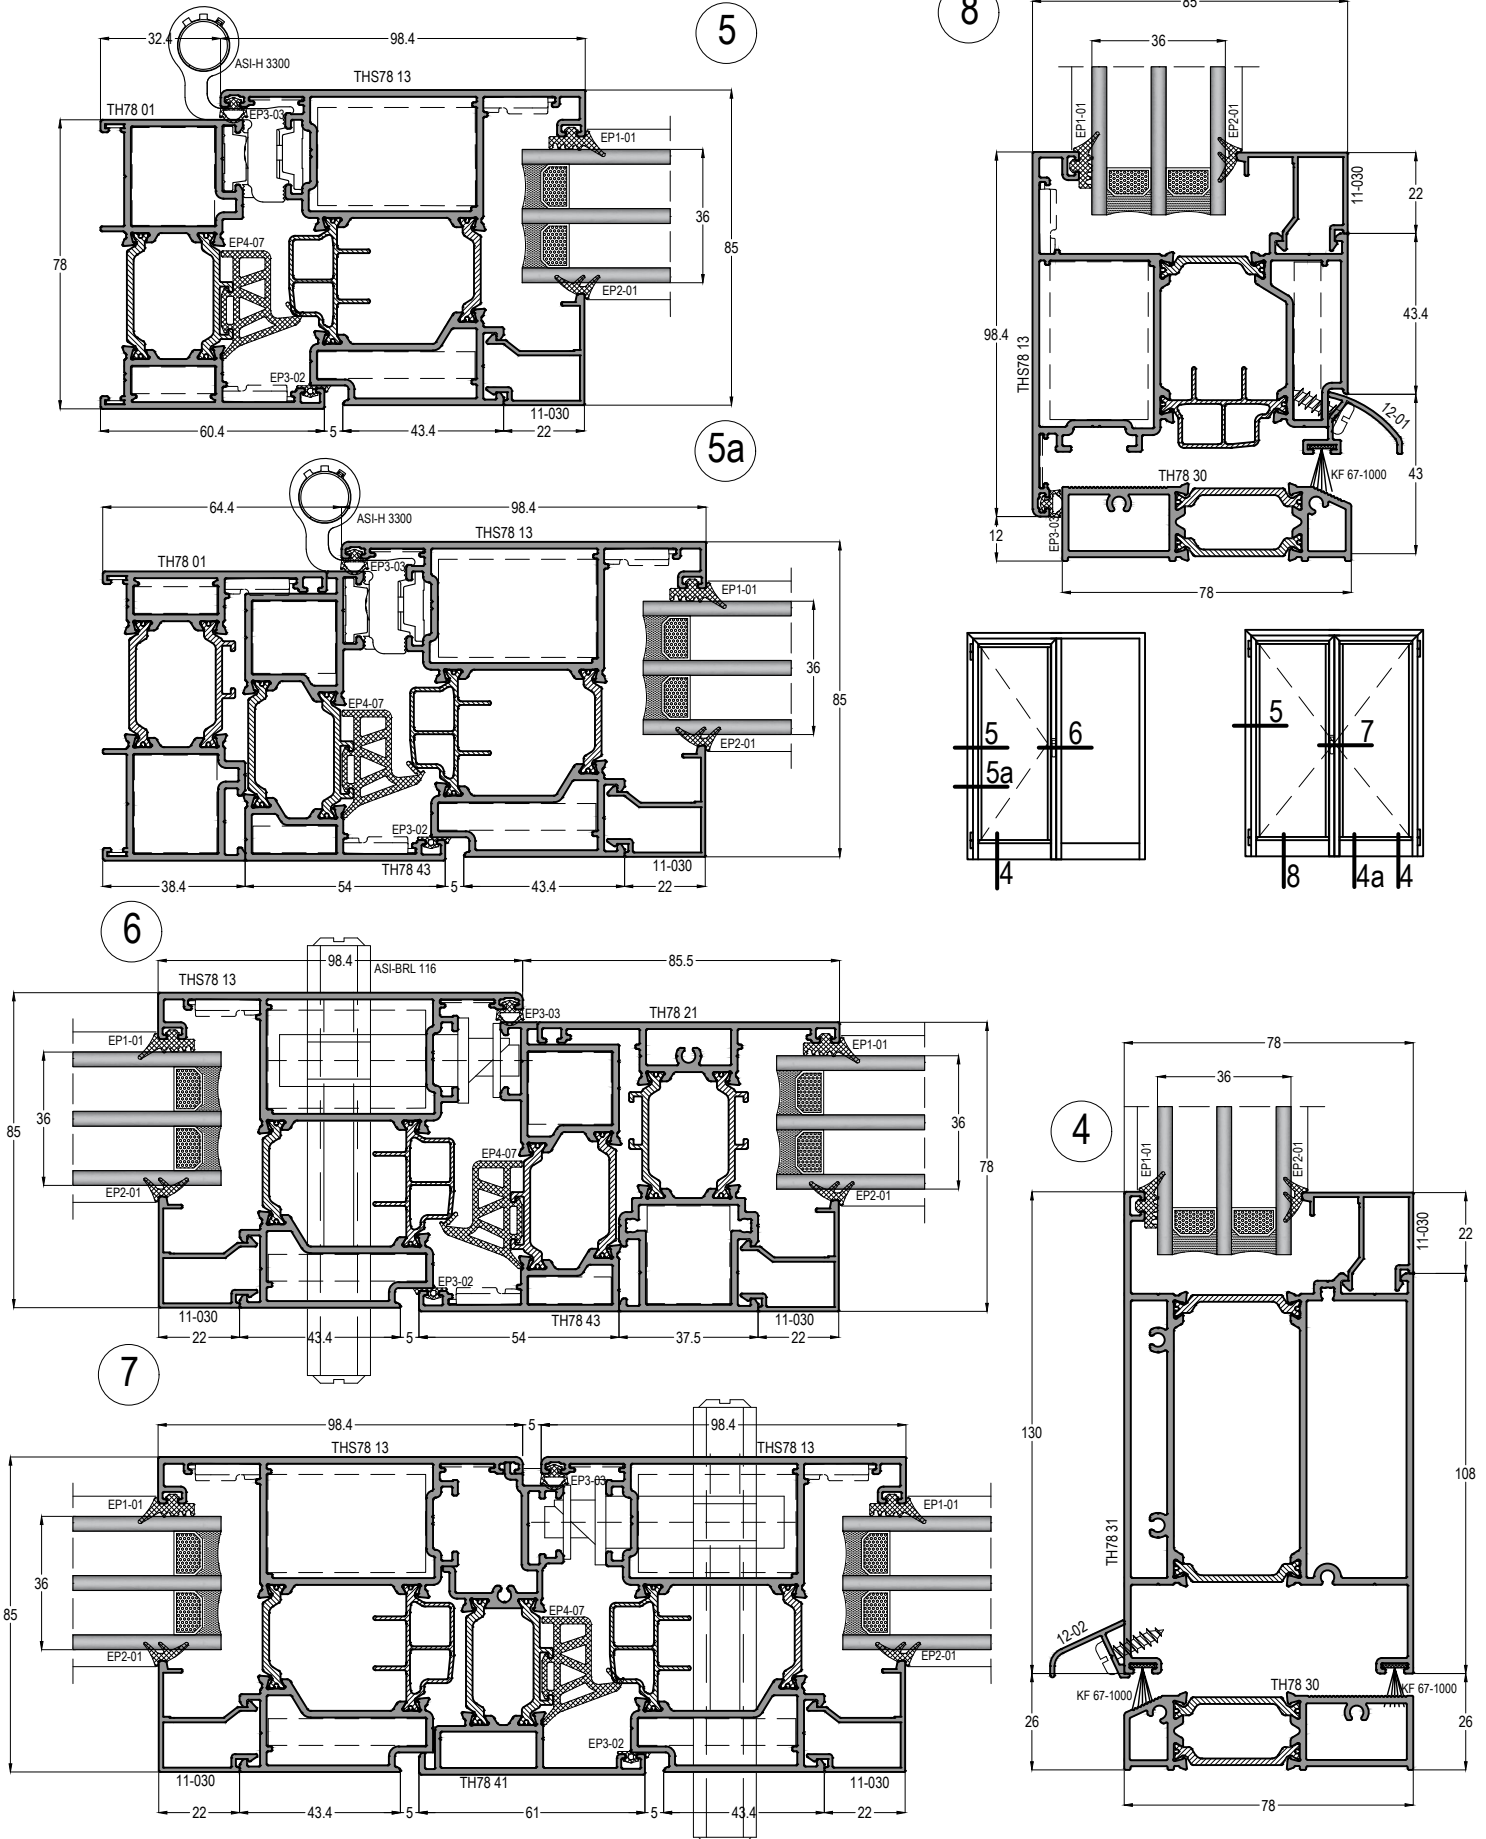 5
32.4
98.4
ASI-H 3300
THS78 13
TH78 01
EP3-03
EP1-01
78
36
85
EP4-07
EP2-01
EP3-02
11-030
60.4
5
43.4
22
5a
64.4
98.4
ASI-H 3300
THS78 13
TH78 01
EP3-03
EP1-01
36
85
EP4-07
EP2-01
EP3-02
TH78 43
11-030
38.4
54
5
43.4
22
8
85
36
EP1-01
EP2-01
11-030
22
98.4
THS78 13
43.4
12-01
TH78 30
KF 67-1000
43
EP3-03
12
78
5
6
5a
4
5
7
8
4a
4
6
98.4
ASI-BRL 116
85.5
THS78 13
EP3-03
TH78 21
EP1-01
EP1-01
85
36
36
78
EP4-07
EP2-01
EP2-01
EP3-02
11-030
TH78 43
11-030
22
43.4
5
54
37.5
22
7
98.4
5
98.4
THS78 13
THS78 13
EP3-03
EP1-01
EP1-01
85
36
EP4-07
EP2-01
EP2-01
EP3-02
11-030
TH78 41
11-030
22
43.4
5
61
5
43.4
22
4
78
36
EP1-01
EP2-01
11-030
22
130
108
TH78 31
12-02
KF 67-1000
TH78 30
KF 67-1000
26
26
78